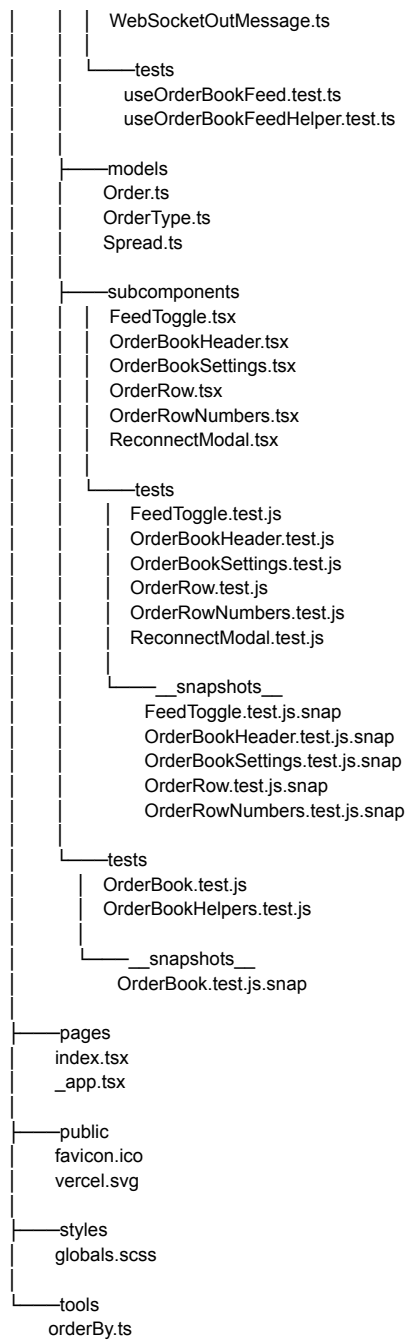 WebSocketOutMessage.ts
tests
useOrderBookFeed.test.ts
useOrderBookFeedHelper.test.ts
models
Order.ts
OrderType.ts
Spread.ts
subcomponents
FeedToggle.tsx
OrderBookHeader.tsx
OrderBookSettings.tsx
OrderRow.tsx
OrderRowNumbers.tsx
ReconnectModal.tsx
tests
FeedToggle.test.js
OrderBookHeader.test.js
OrderBookSettings.test.js
OrderRow.test.js
OrderRowNumbers.test.js
ReconnectModal.test.js
__snapshots__
FeedToggle.test.js.snap
OrderBookHeader.test.js.snap
OrderBookSettings.test.js.snap
OrderRow.test.js.snap
OrderRowNumbers.test.js.snap
tests
OrderBook.test.js
OrderBookHelpers.test.js
__snapshots__
OrderBook.test.js.snap
pages
index.tsx
_app.tsx
public
favicon.ico
vercel.svg
styles
globals.scss
tools
orderBy.ts